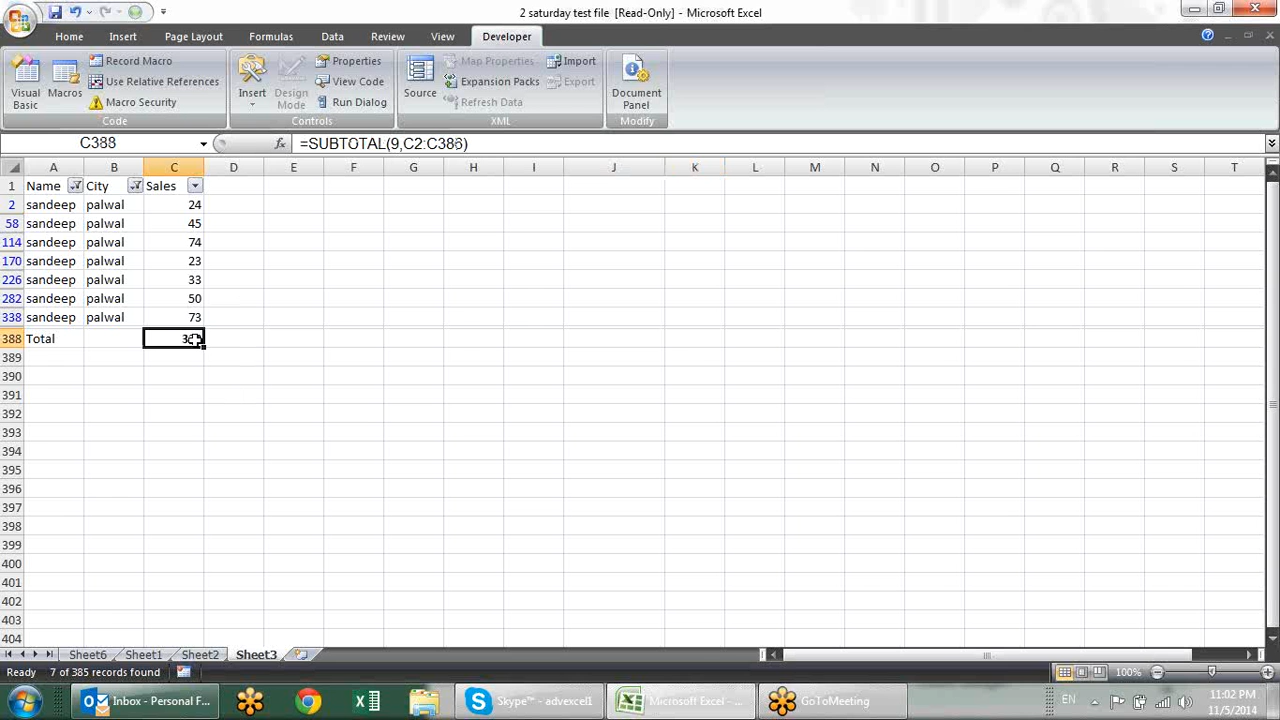 2 saturday test file [Read-Only] - Microsoft Excel
Home Insert Page Layout Formulas Data Review View Developer
Visual Basic
Macros
Record Macro
Use Relative References
Macro Security
Code
Insert
Design Mode
Properties
View Code
Run Dialog
Controls
Source
Map Properties
Expansion Packs
Refresh Data
Import
Export
XML
Document Panel
Modify
C388 fx =SUBTOTAL(9,C2:C386)
A B C D E F G H I J K L M N O P Q R S T
1 Name City Sales
2 sandeep palwal 24
58 sandeep palwal 45
114 sandeep palwal 74
170 sandeep palwal 23
226 sandeep palwal 33
282 sandeep palwal 50
338 sandeep palwal 73
388 Total
389
390
391
392
393
394
395
396
397
398
399
400
401
402
403
404
Sheet6 Sheet1 Sheet2 Sheet3
Ready 7 of 385 records found 100%
Inbox - Personal F... Skype™ - advexcel1 Microsoft Excel - ... GoToMeeting EN 11:02 PM
11/5/2014